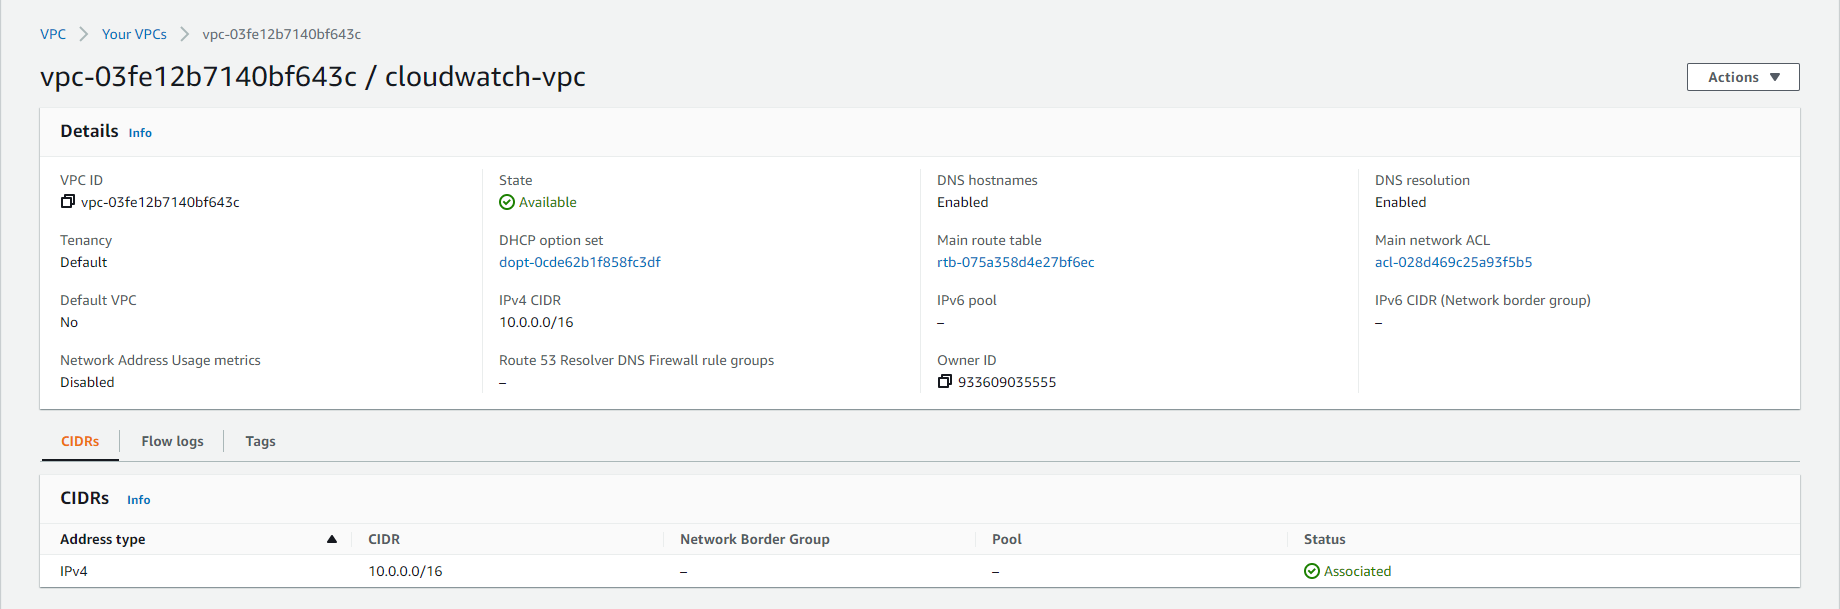 VPC > Your VPCs > vpc-03fe12b7140bf643c
vpc-03fe12b7140bf643c / cloudwatch-vpc
Actions ▼
Details Info
VPC ID State DNS hostnames DNS resolution
vpc-03fe12b7140bf643c Available Enabled Enabled
Tenancy DHCP option set Main route table Main network ACL
Default dopt-0cde62b1f858fc3df rtb-075a358d4e27bf6ec acl-028d469c25a93f5b5
Default VPC IPv4 CIDR IPv6 pool IPv6 CIDR (Network border group)
No 10.0.0.0/16 – –
Network Address Usage metrics Route 53 Resolver DNS Firewall rule groups Owner ID
Disabled – 933609035555
CIDRs Flow logs Tags
CIDRs Info
Address type ▲ CIDR Network Border Group Pool Status
IPv4 10.0.0.0/16 – – Associated